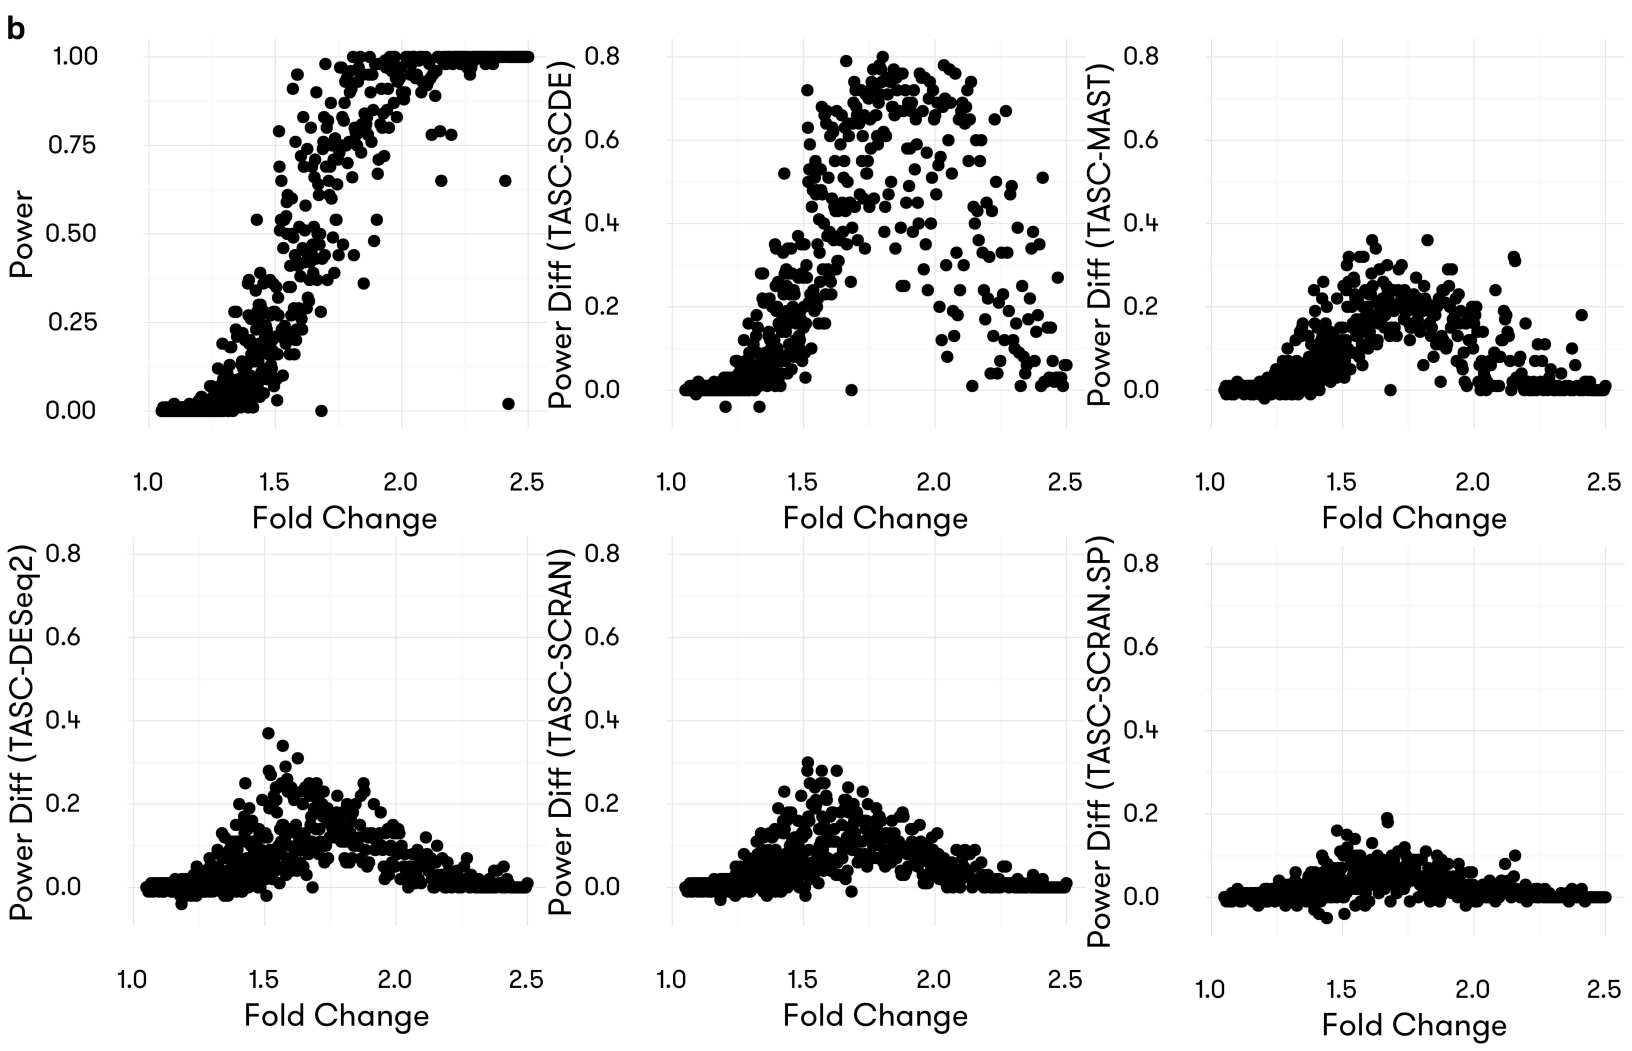 b
Power
1.00
0.75
0.50
0.25
0.00
1.0 1.5 2.0 2.5
Fold Change
Power Diff (TASC-SCDE)
0.8
0.6
0.4
0.2
0.0
1.0 1.5 2.0 2.5
Fold Change
Power Diff (TASC-MAST)
0.8
0.6
0.4
0.2
0.0
1.0 1.5 2.0 2.5
Fold Change
Power Diff (TASC-DESeq2)
0.8
0.6
0.4
0.2
0.0
1.0 1.5 2.0 2.5
Fold Change
Power Diff (TASC-SCRAN)
0.8
0.6
0.4
0.2
0.0
1.0 1.5 2.0 2.5
Fold Change
Power Diff (TASC-SCRAN.SP)
0.8
0.6
0.4
0.2
0.0
1.0 1.5 2.0 2.5
Fold Change